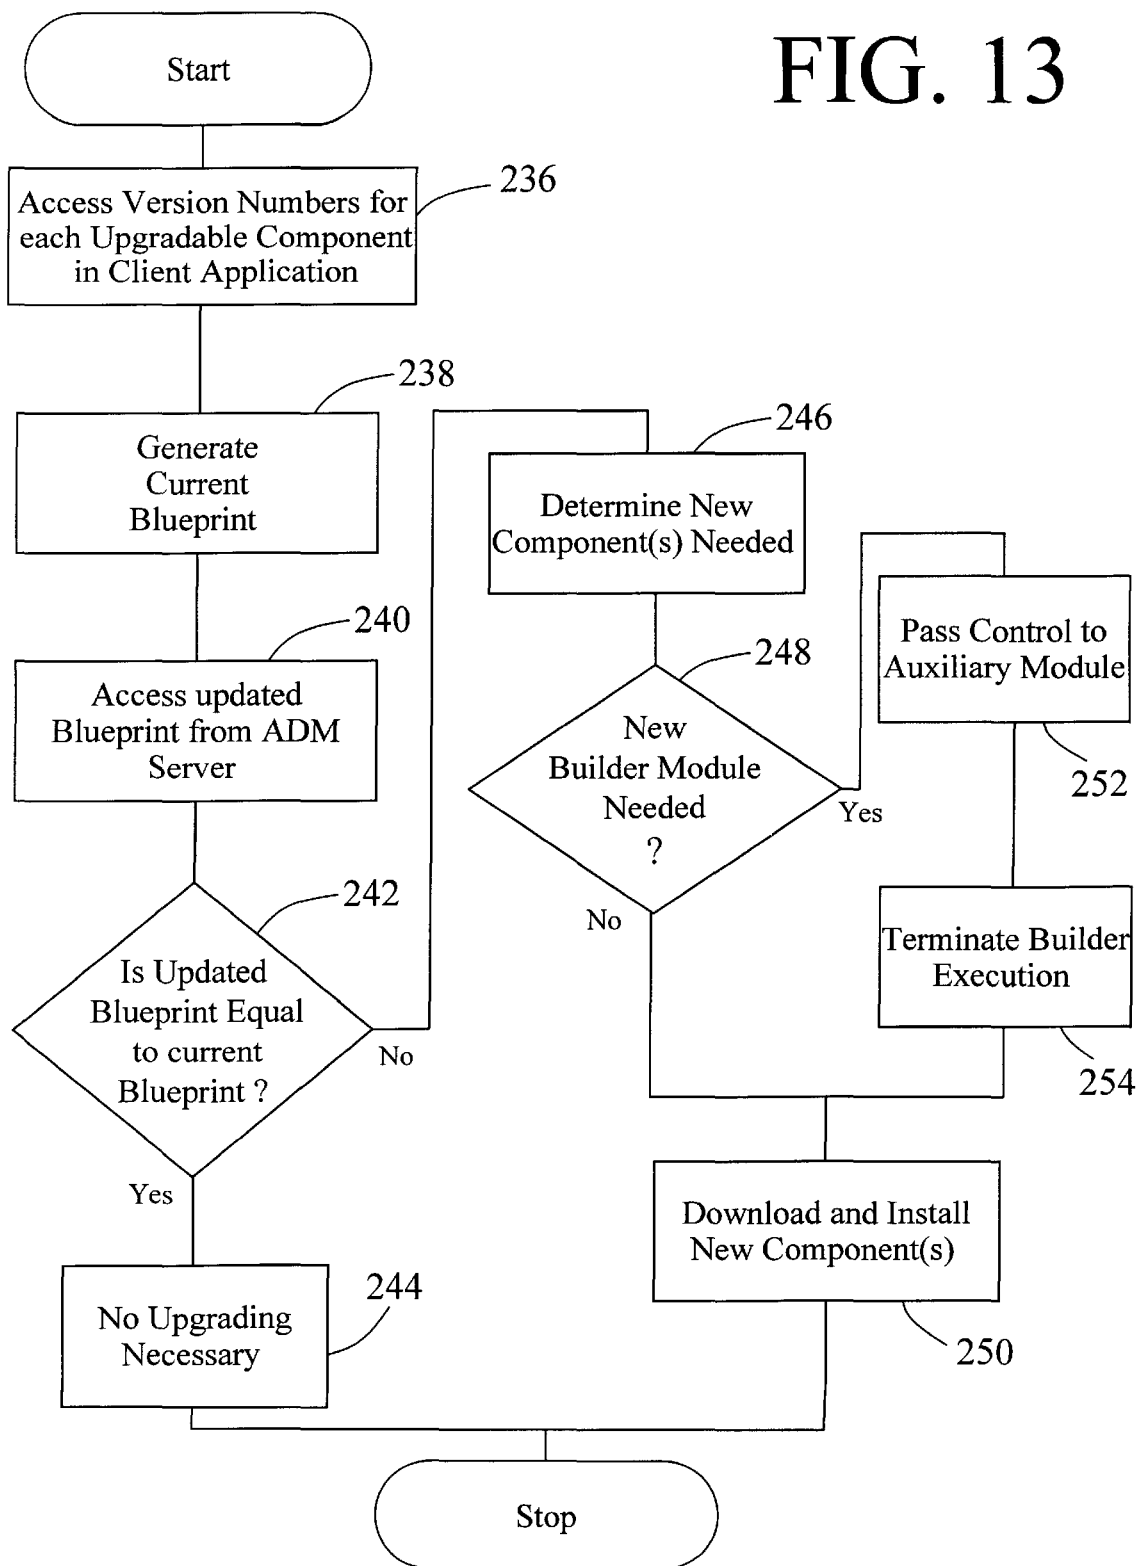 FIG. 13
Start
Access Version Numbers for
each Upgradable Component
in Client Application
236
238
Generate
Current
Blueprint
240
Access updated
Blueprint from ADM
Server
242
Is Updated
Blueprint Equal
to current
Blueprint ?
No
Yes
244
No Upgrading
Necessary
246
Determine New
Component(s) Needed
248
New
Builder Module
Needed
?
Yes
No
Pass Control to
Auxiliary Module
252
Terminate Builder
Execution
254
Download and Install
New Component(s)
250
Stop